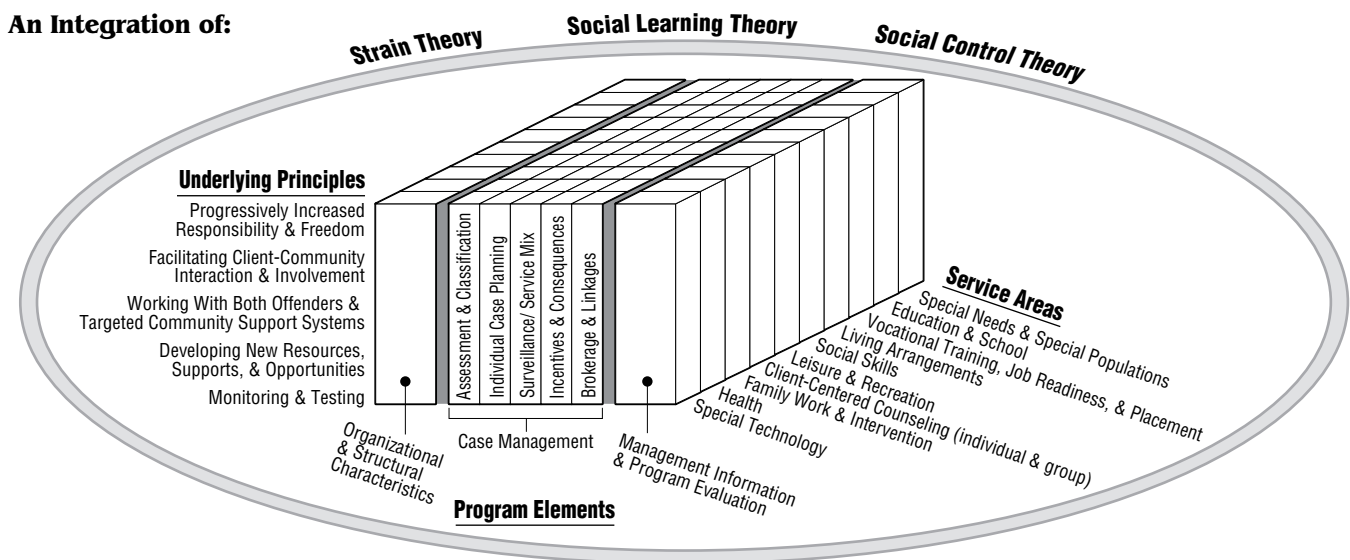 An Integration of:
Strain Theory
Social Learning Theory
Social Control Theory
Underlying Principles
Progressively Increased
Responsibility & Freedom
Facilitating Client-Community
Interaction & Involvement
Working With Both Offenders &
Targeted Community Support Systems
Developing New Resources,
Supports, & Opportunities
Monitoring & Testing
Assessment & Classification
Individual Case Planning
Surveillance/ Service Mix
Incentives & Consequences
Brokerage & Linkages
Organizational
& Structural
Characteristics
Case Management
Management Information
& Program Evaluation
Program Elements
Service Areas
Special Needs & Special Populations
Education & School
Vocational Training, Job Readiness, & Placement
Living Arrangements
Social Skills
Leisure & Recreation
Client-Centered Counseling (individual & group)
Family Work & Intervention
Health
Special Technology